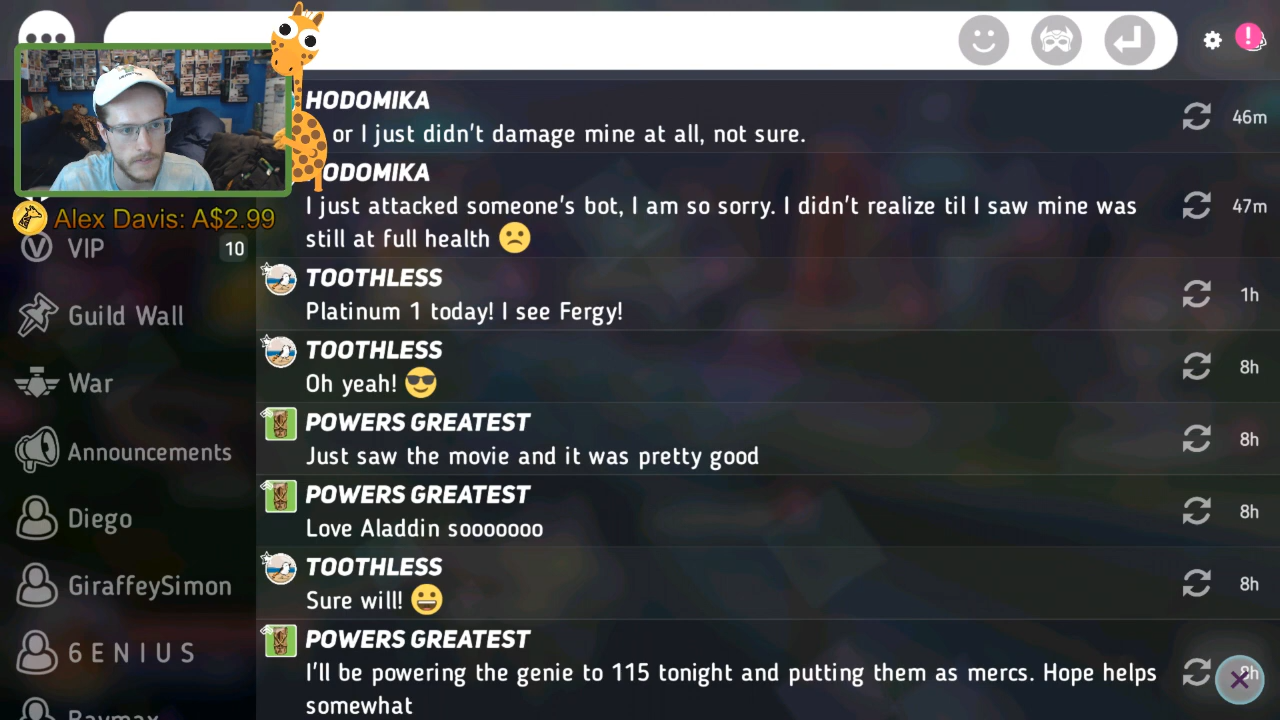 HODOMIKA
or I just didn't damage mine at all, not sure.
46m
ODOMIKA
I just attacked someone's bot, I am so sorry. I didn't realize til I saw mine was
still at full health
47m
TOOTHLESS
Platinum 1 today! I see Fergy!
1h
TOOTHLESS
Oh yeah!
8h
POWERS GREATEST
Just saw the movie and it was pretty good
8h
POWERS GREATEST
Love Aladdin sooooooo
8h
TOOTHLESS
Sure will!
8h
POWERS GREATEST
I'll be powering the genie to 115 tonight and putting them as mercs. Hope helps
somewhat
Alex Davis: A$2.99
VIP
10
Guild Wall
War
Announcements
Diego
GiraffeySimon
6 E N I U S
Baymax